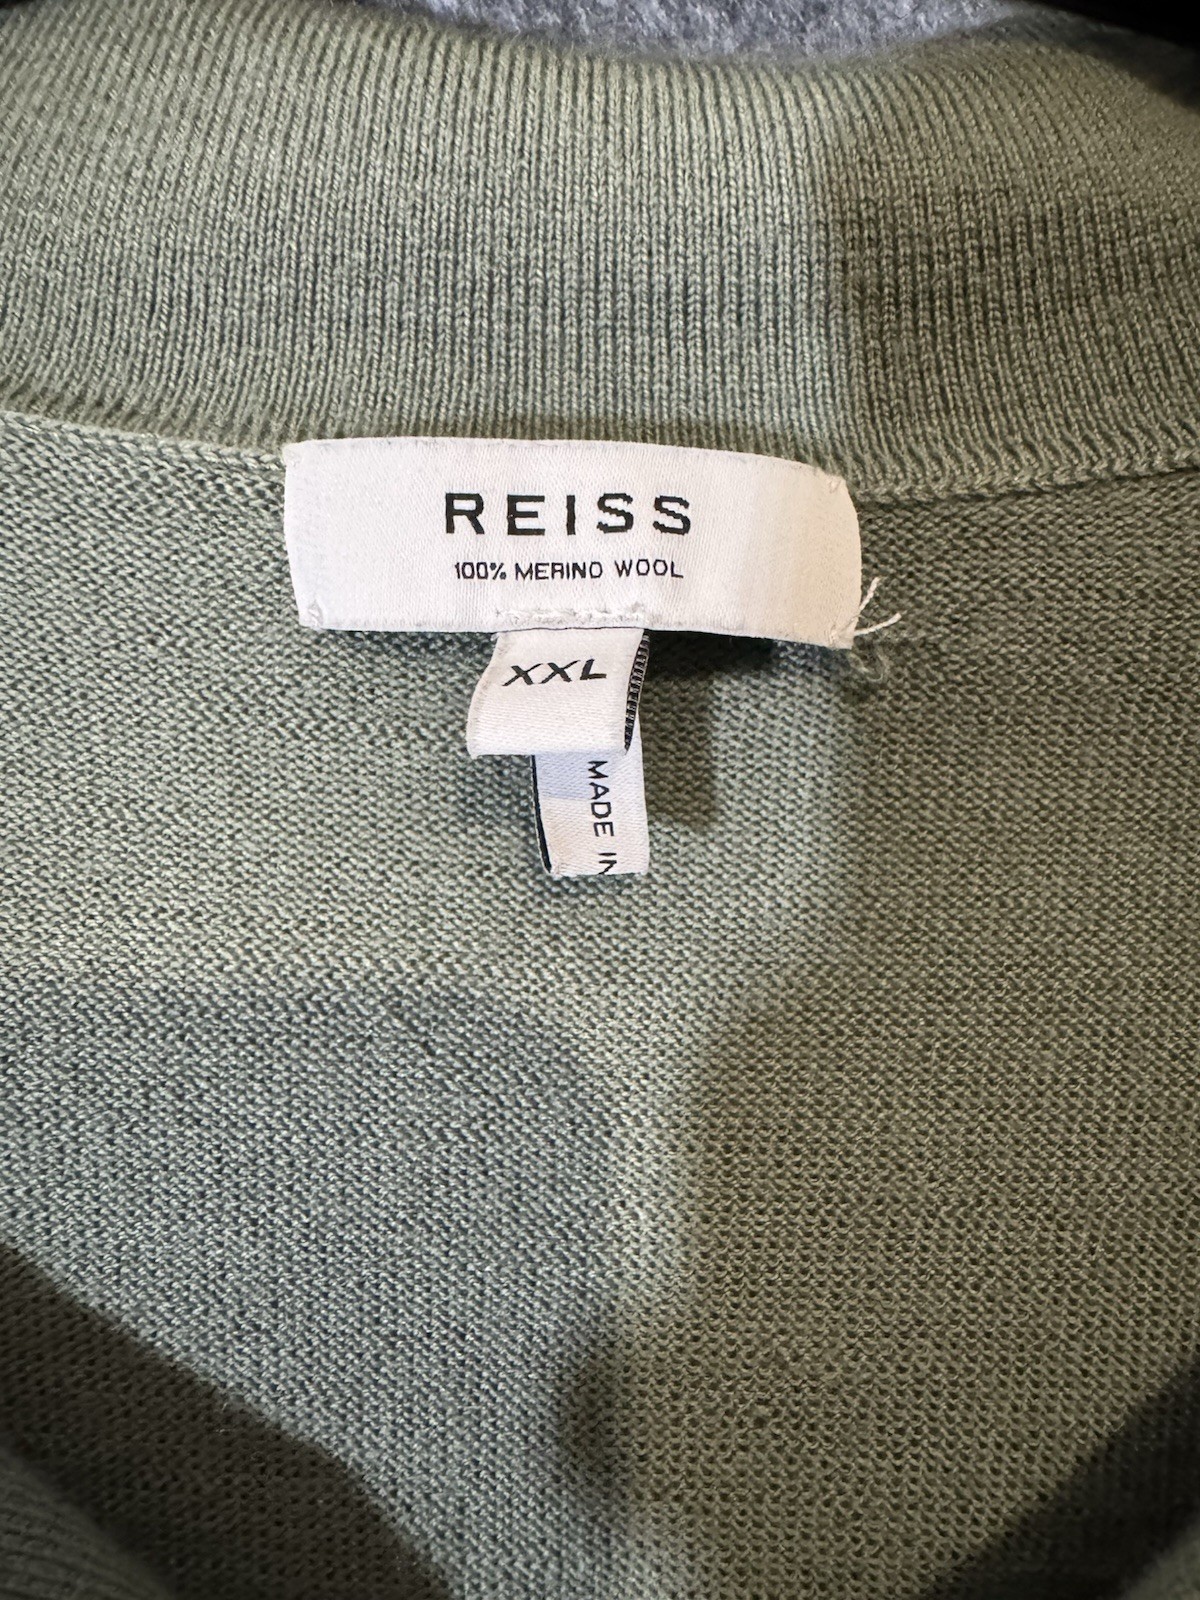 REISS
100% MERINO WOOL
XXL
MADE IN